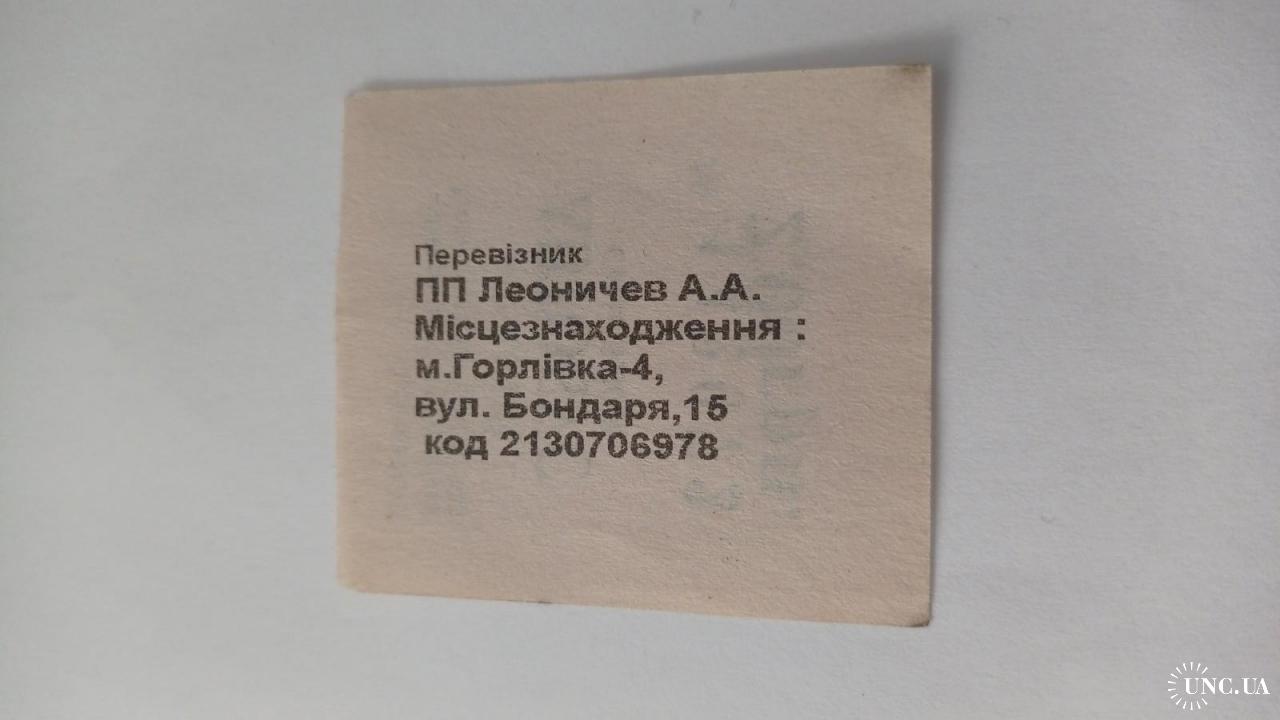 Перевізник
ПП Леоничев А.А.
Місцезнаходження :
м.Горлівка-4,
вул. Бондаря,15
код 2130706978
UNC.UA